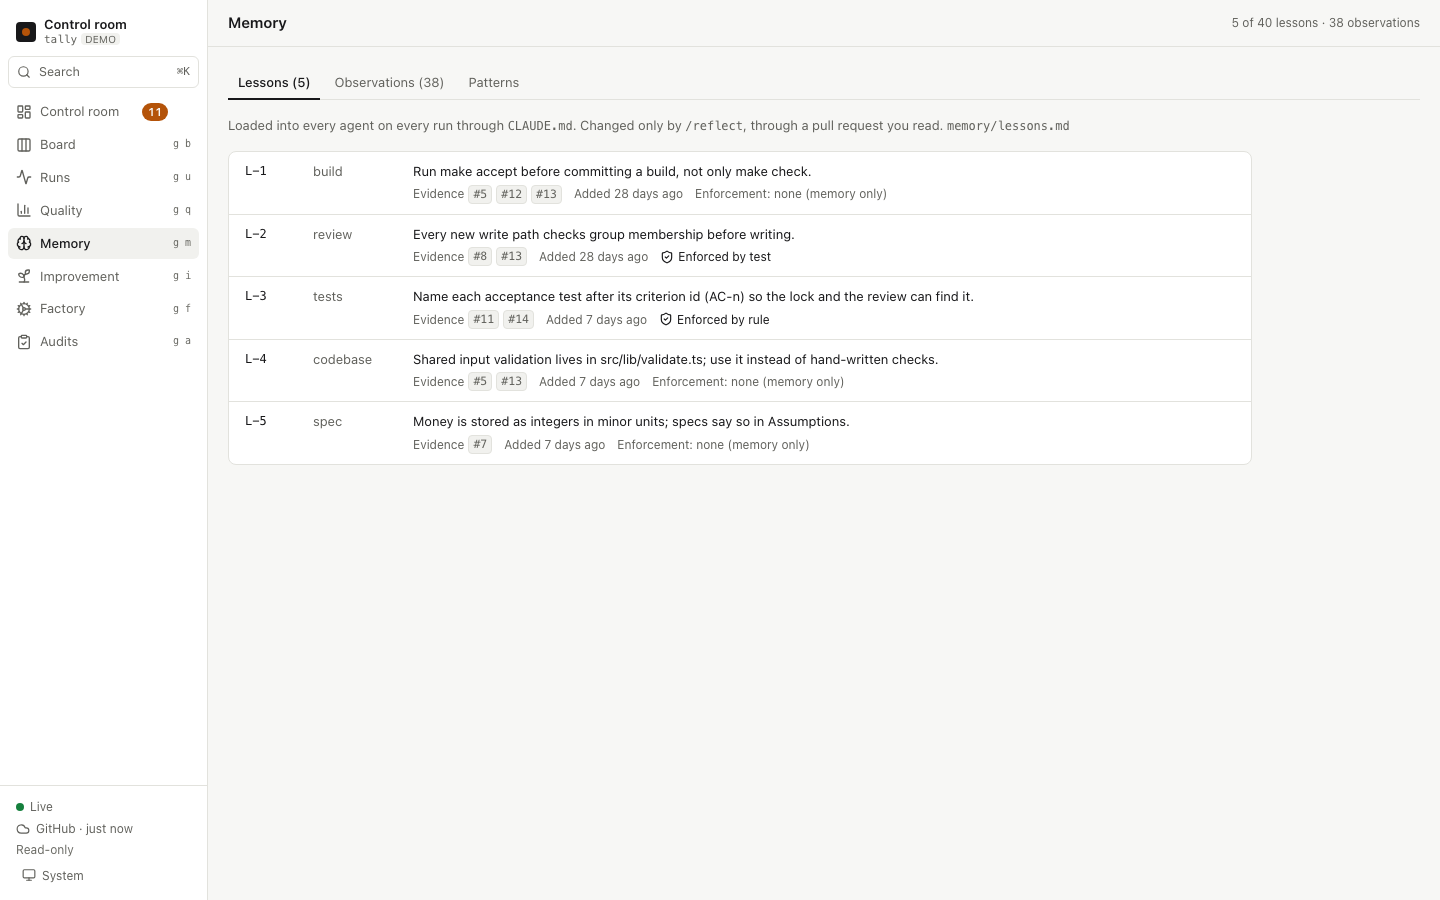 Control room
tally DEMO
Search ⌘K
Control room 11
Board g b
Runs g u
Quality g q
Memory g m
Improvement g i
Factory g f
Audits g a
Live
GitHub · just now
Read-only
System
Memory
5 of 40 lessons · 38 observations
Lessons (5) Observations (38) Patterns
Loaded into every agent on every run through CLAUDE.md. Changed only by /reflect, through a pull request you read. memory/lessons.md
L-1 build Run make accept before committing a build, not only make check.
Evidence #5 #12 #13 Added 28 days ago Enforcement: none (memory only)
L-2 review Every new write path checks group membership before writing.
Evidence #8 #13 Added 28 days ago Enforced by test
L-3 tests Name each acceptance test after its criterion id (AC-n) so the lock and the review can find it.
Evidence #11 #14 Added 7 days ago Enforced by rule
L-4 codebase Shared input validation lives in src/lib/validate.ts; use it instead of hand-written checks.
Evidence #5 #13 Added 7 days ago Enforcement: none (memory only)
L-5 spec Money is stored as integers in minor units; specs say so in Assumptions.
Evidence #7 Added 7 days ago Enforcement: none (memory only)